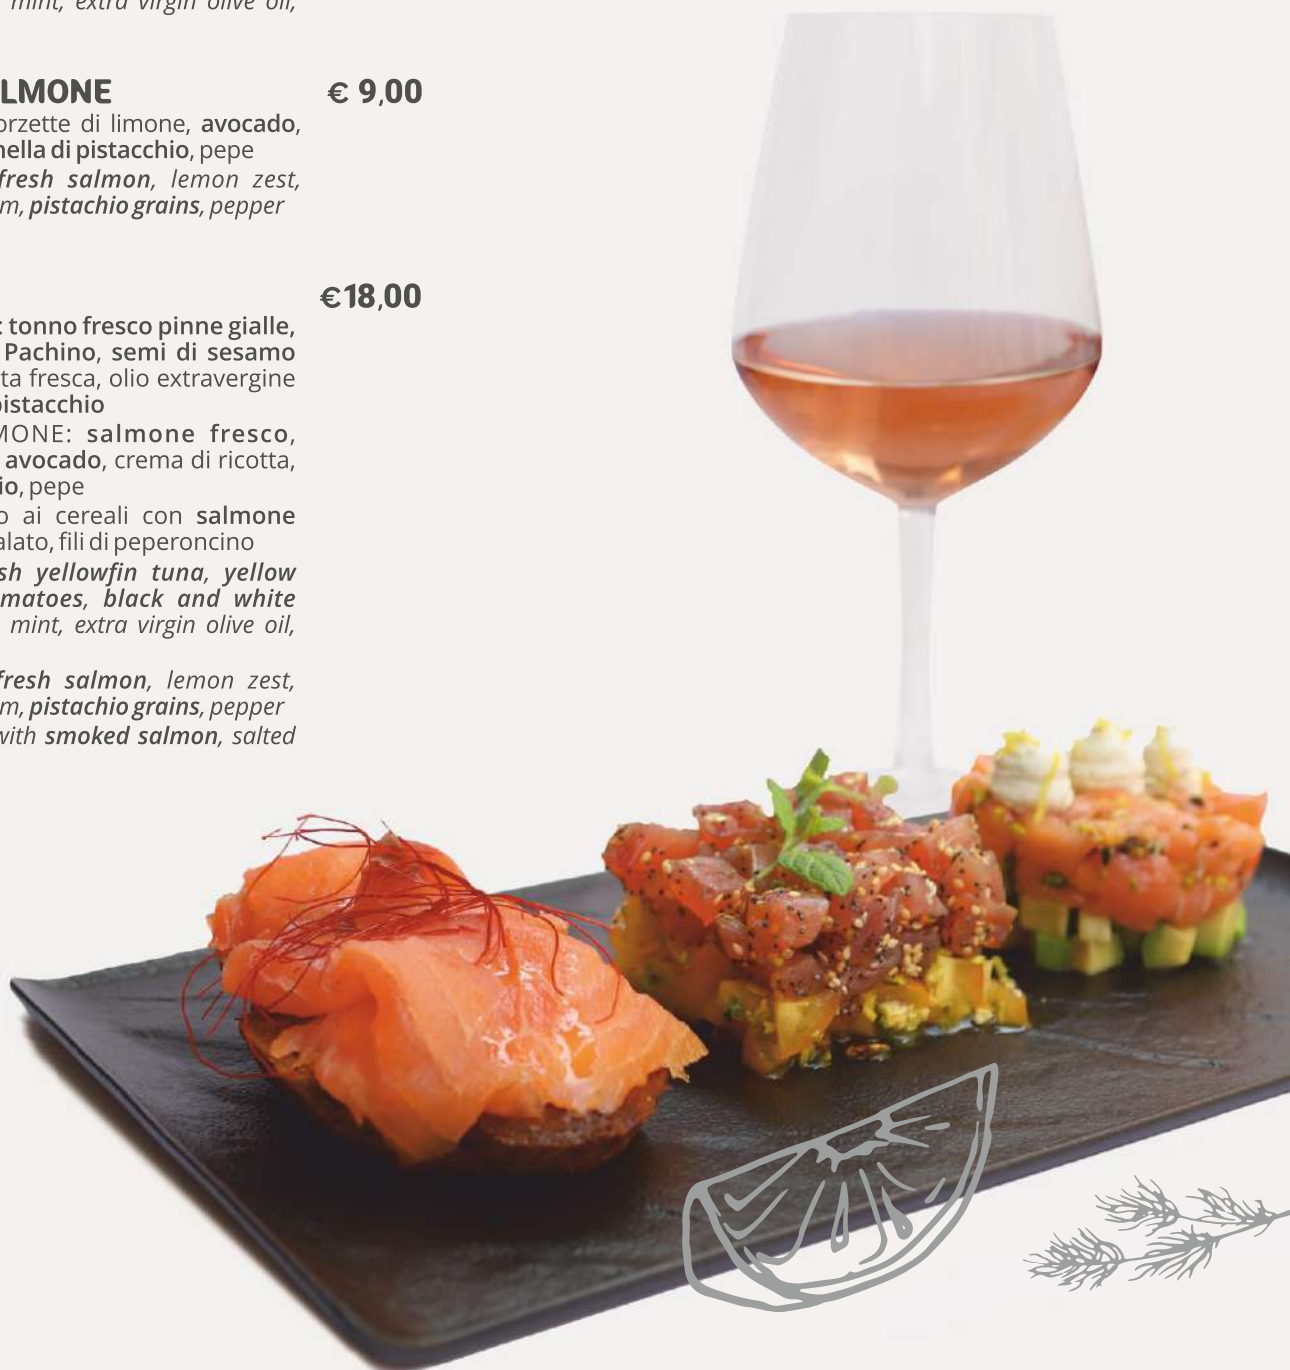 mint, extra virgin olive oil,
LMONE
€ 9,00
orzette di limone, avocado,
nella di pistacchio, pepe
fresh salmon, lemon zest,
m, pistachio grains, pepper
€18,00
: tonno fresco pinne gialle,
Pachino, semi di sesamo
ta fresca, olio extravergine
pistacchio
MONE: salmone fresco,
avocado, crema di ricotta,
io, pepe
o ai cereali con salmone
alato, fili di peperoncino
sh yellowfin tuna, yellow
matoes, black and white
mint, extra virgin olive oil,
fresh salmon, lemon zest,
m, pistachio grains, pepper
with smoked salmon, salted